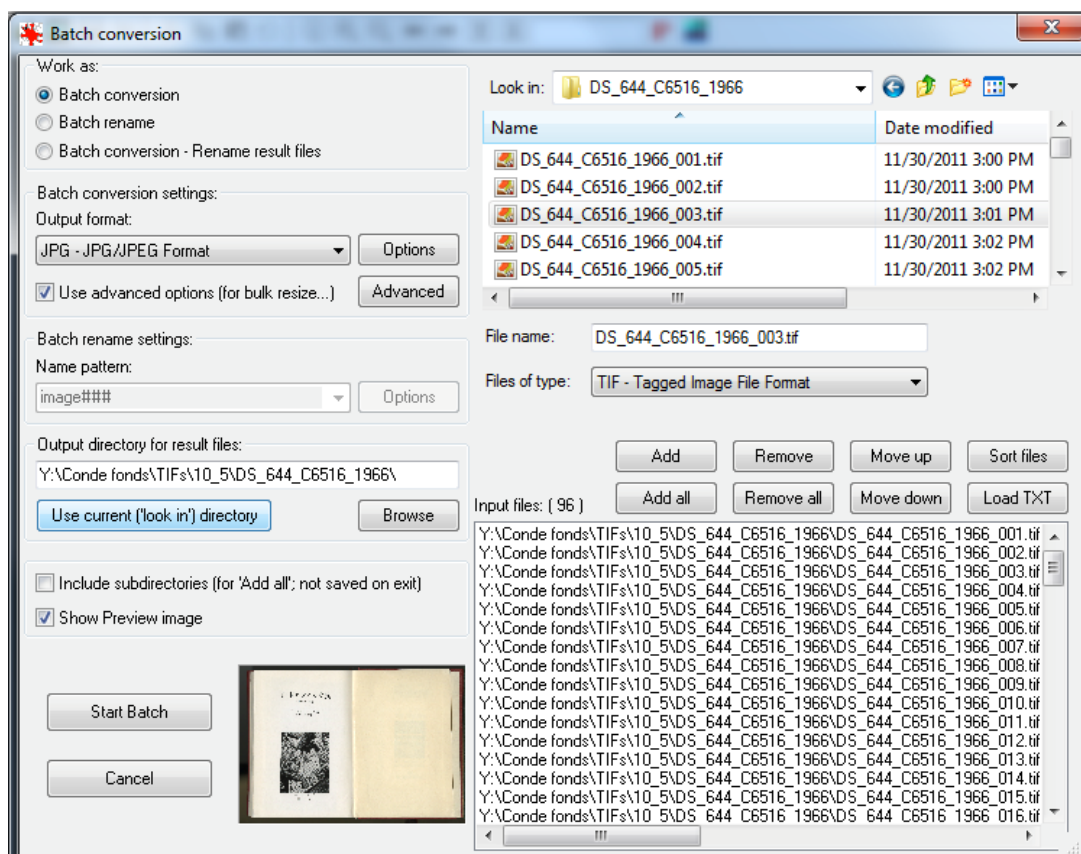 Batch conversion
Work as:
Batch conversion
Batch rename
Batch conversion - Rename result files
Batch conversion settings:
Output format:
JPG - JPG/JPEG Format
Options
Use advanced options (for bulk resize...)
Advanced
Batch rename settings:
Name pattern:
image###
Options
Output directory for result files:
Y:\Conde fonds\TIFs\10_5\DS_644_C6516_1966\
Use current ('look in') directory
Browse
Include subdirectories (for 'Add all'; not saved on exit)
Show Preview image
Start Batch
Cancel
Look in:
DS_644_C6516_1966
Name
Date modified
DS_644_C6516_1966_001.tif 11/30/2011 3:00 PM
DS_644_C6516_1966_002.tif 11/30/2011 3:00 PM
DS_644_C6516_1966_003.tif 11/30/2011 3:01 PM
DS_644_C6516_1966_004.tif 11/30/2011 3:02 PM
DS_644_C6516_1966_005.tif 11/30/2011 3:02 PM
File name:
DS_644_C6516_1966_003.tif
Files of type:
TIF - Tagged Image File Format
Add
Remove
Move up
Sort files
Input files: ( 96 )
Add all
Remove all
Move down
Load TXT
Y:\Conde fonds\TIFs\10_5\DS_644_C6516_1966\DS_644_C6516_1966_001.tif
Y:\Conde fonds\TIFs\10_5\DS_644_C6516_1966\DS_644_C6516_1966_002.tif
Y:\Conde fonds\TIFs\10_5\DS_644_C6516_1966\DS_644_C6516_1966_003.tif
Y:\Conde fonds\TIFs\10_5\DS_644_C6516_1966\DS_644_C6516_1966_004.tif
Y:\Conde fonds\TIFs\10_5\DS_644_C6516_1966\DS_644_C6516_1966_005.tif
Y:\Conde fonds\TIFs\10_5\DS_644_C6516_1966\DS_644_C6516_1966_006.tif
Y:\Conde fonds\TIFs\10_5\DS_644_C6516_1966\DS_644_C6516_1966_007.tif
Y:\Conde fonds\TIFs\10_5\DS_644_C6516_1966\DS_644_C6516_1966_008.tif
Y:\Conde fonds\TIFs\10_5\DS_644_C6516_1966\DS_644_C6516_1966_009.tif
Y:\Conde fonds\TIFs\10_5\DS_644_C6516_1966\DS_644_C6516_1966_010.tif
Y:\Conde fonds\TIFs\10_5\DS_644_C6516_1966\DS_644_C6516_1966_011.tif
Y:\Conde fonds\TIFs\10_5\DS_644_C6516_1966\DS_644_C6516_1966_012.tif
Y:\Conde fonds\TIFs\10_5\DS_644_C6516_1966\DS_644_C6516_1966_013.tif
Y:\Conde fonds\TIFs\10_5\DS_644_C6516_1966\DS_644_C6516_1966_014.tif
Y:\Conde fonds\TIFs\10_5\DS_644_C6516_1966\DS_644_C6516_1966_015.tif
Y:\Conde fonds\TIFs\10_5\DS_644_C6516_1966\DS_644_C6516_1966_016.tif